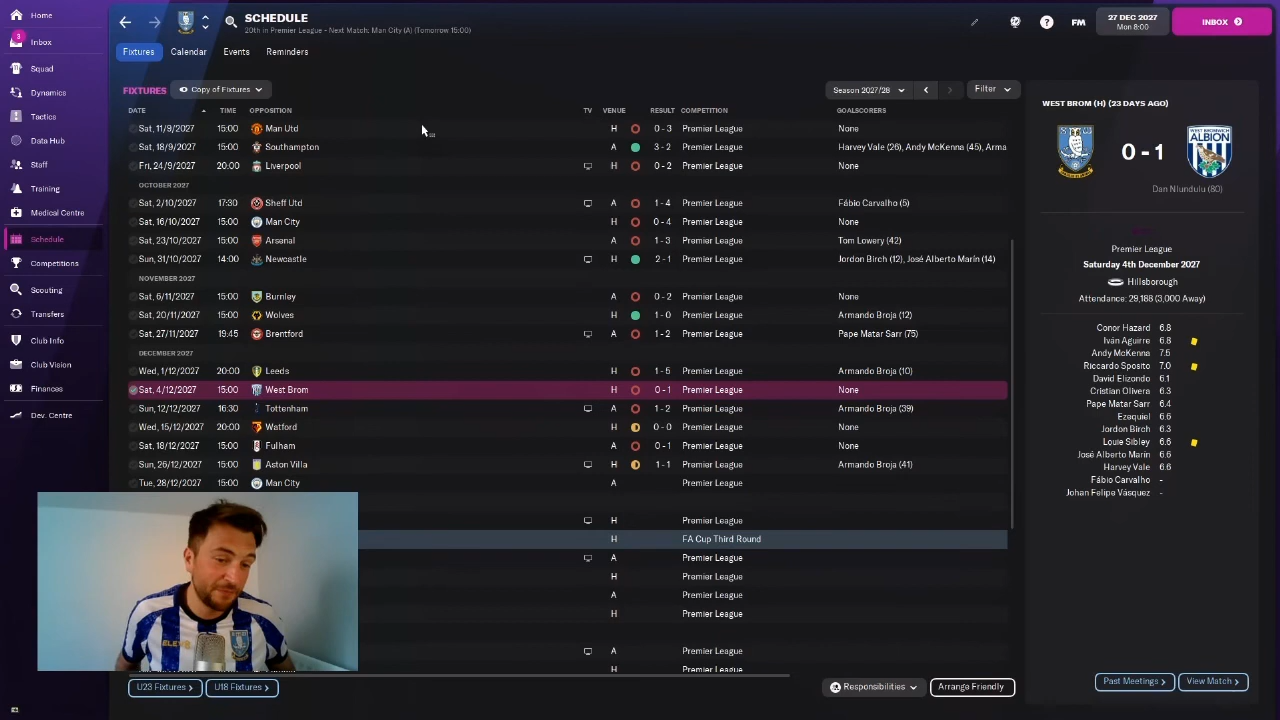 Home
SCHEDULE
20th in Premier League - Next Match: Man City (A) (Tomorrow 15:00)
FM
27 DEC 2027
Mon 8:00
INBOX
3
Inbox
Fixtures Calendar Events Reminders
Squad
Dynamics
Tactics
Data Hub
Staff
Training
Medical Centre
Schedule
Competitions
Scouting
Transfers
Club Info
Club Vision
Finances
Dev. Centre
FIXTURES Copy of Fixtures Season 2027/28 Filter
DATE TIME OPPOSITION TV VENUE RESULT COMPETITION GOALSCORERS
Sat, 11/9/2027 15:00 Man Utd H 0 - 3 Premier League None
Sat, 18/9/2027 15:00 Southampton A 3 - 2 Premier League Harvey Vale (26), Andy McKenna (45), Arma
Fri, 24/9/2027 20:00 Liverpool H 0 - 2 Premier League None
OCTOBER 2027
Sat, 2/10/2027 17:30 Sheff Utd A 1 - 4 Premier League Fábio Carvalho (5)
Sat, 16/10/2027 15:00 Man City H 0 - 4 Premier League None
Sat, 23/10/2027 15:00 Arsenal A 1 - 3 Premier League Tom Lowery (42)
Sun, 31/10/2027 14:00 Newcastle H 2 - 1 Premier League Jordon Birch (12), José Alberto Marín (14)
NOVEMBER 2027
Sat, 6/11/2027 15:00 Burnley A 0 - 2 Premier League None
Sat, 20/11/2027 15:00 Wolves H 1 - 0 Premier League Armando Broja (12)
Sat, 27/11/2027 19:45 Brentford A 1 - 2 Premier League Pape Matar Sarr (75)
DECEMBER 2027
Wed, 1/12/2027 20:00 Leeds H 1 - 5 Premier League Armando Broja (10)
Sat, 4/12/2027 15:00 West Brom H 0 - 1 Premier League None
Sun, 12/12/2027 16:30 Tottenham A 1 - 2 Premier League Armando Broja (39)
Wed, 15/12/2027 20:00 Watford H 0 - 0 Premier League None
Sat, 18/12/2027 15:00 Fulham A 0 - 1 Premier League None
Sun, 26/12/2027 15:00 Aston Villa H 1 - 1 Premier League Armando Broja (41)
Tue, 28/12/2027 15:00 Man City A Premier League
H Premier League
H FA Cup Third Round
A Premier League
H Premier League
A Premier League
H Premier League
A Premier League
H Premier League
U23 Fixtures U18 Fixtures Responsibilities Arrange Friendly
WEST BROM (H) (23 DAYS AGO)
0 - 1
WEST BROMWICH
ALBION
Dan Nlundulu (80)
Premier League
Saturday 4th December 2027
Hillsborough
Attendance: 29,188 (3,000 Away)
Conor Hazard 6.8
Iván Aguirre 6.8
Andy McKenna 7.5
Riccardo Sposito 7.0
David Elizondo 6.1
Cristian Olivera 6.3
Pape Matar Sarr 6.4
Ezequiel 6.6
Jordon Birch 6.3
Louie Sibley 6.6
José Alberto Marín 6.6
Harvey Vale 6.6
Fábio Carvalho -
Johan Felipe Vásquez -
Past Meetings View Match